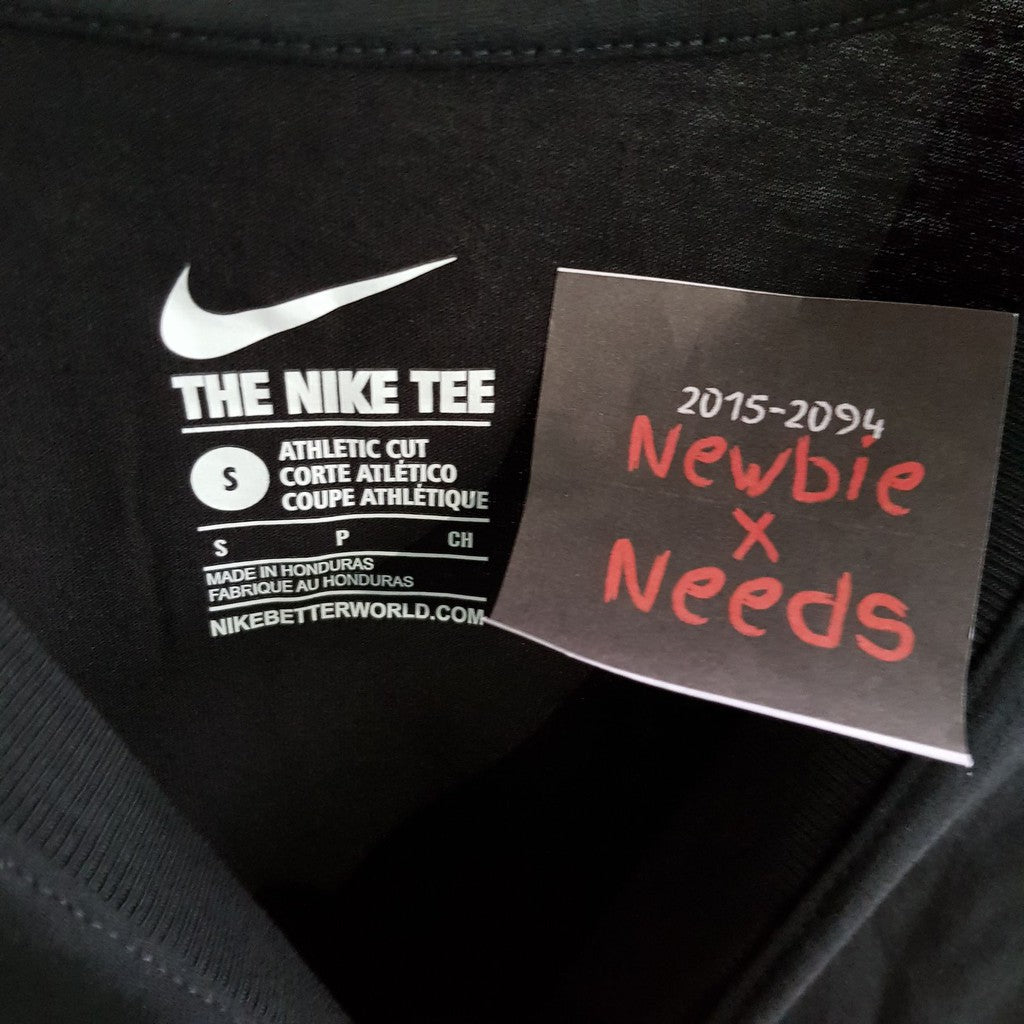 THE NIKE TEE
S
ATHLETIC CUT
CORTE ATLÉTICO
COUPE ATHLÉTIQUE
S P CH
MADE IN HONDURAS
FABRIQUE AU HONDURAS
NIKEBETTERWORLD.COM
2015-2094
Newbie
x
Needs